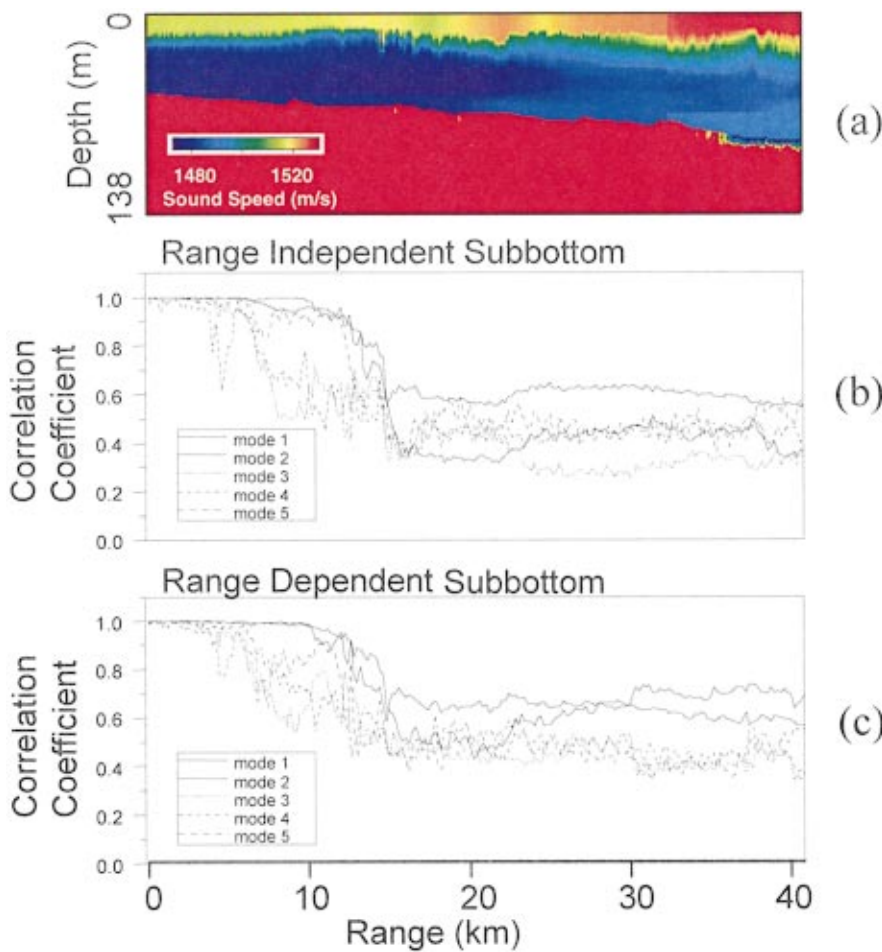 0
Depth (m)
138
1480 1520
Sound Speed (m/s)
(a)
Range Independent Subbottom
Correlation
Coefficient
1.0
0.8
0.6
0.4
0.2
0.0
mode 1
mode 2
mode 3
mode 4
mode 5
(b)
Range Dependent Subbottom
Correlation
Coefficient
1.0
0.8
0.6
0.4
0.2
0.0
mode 1
mode 2
mode 3
mode 4
mode 5
(c)
0 10 20 30 40
Range (km)